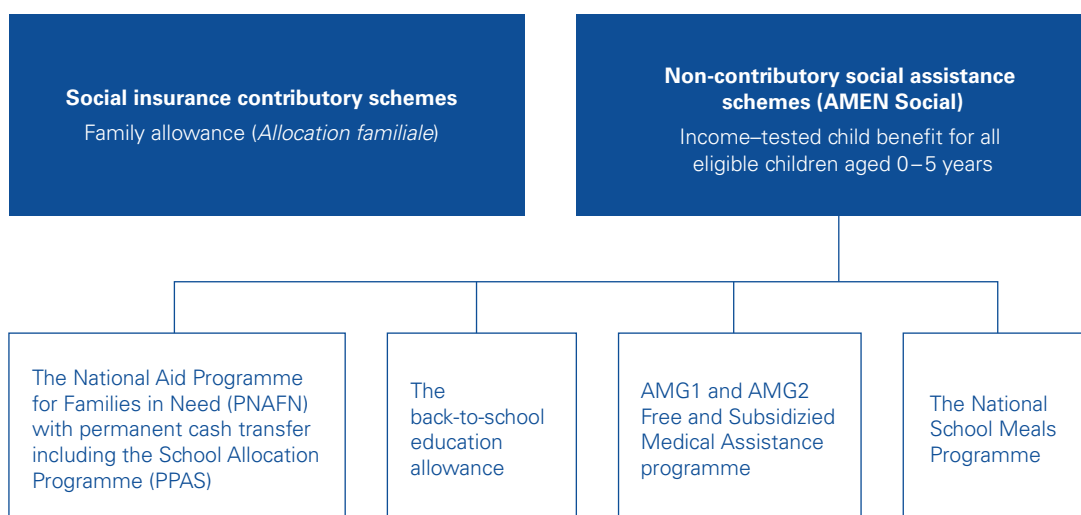 Social insurance contributory schemes
Family allowance (Allocation familiale)
Non-contributory social assistance
schemes (AMEN Social)
Income–tested child benefit for all
eligible children aged 0–5 years
The National Aid Programme
for Families in Need (PNAFN)
with permanent cash transfer
including the School Allocation
Programme (PPAS)
The
back-to-school
education
allowance
AMG1 and AMG2
Free and Subsidizied
Medical Assistance
programme
The National
School Meals
Programme